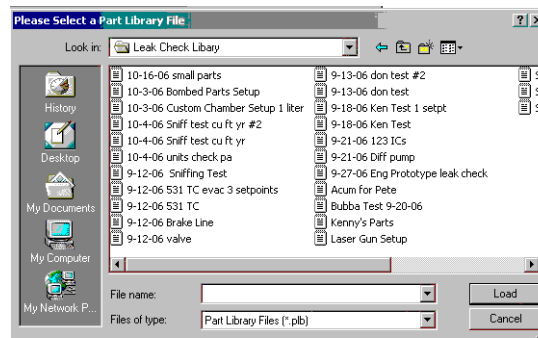 Please Select a Part Library File
? X
Look in: Leak Check Libary
History
Desktop
My Documents
My Computer
My Network P...
10-16-06 small parts
10-3-06 Bombed Parts Setup
10-3-06 Custom Chamber Setup 1 liter
10-4-06 Sniff test cu ft yr #2
10-4-06 Sniff test cu ft yr
10-4-06 units check pa
9-12-06 Sniffing Test
9-12-06 531 TC evac 3 setpoints
9-12-06 531 TC
9-12-06 Brake Line
9-12-06 valve
9-13-06 don test #2
9-13-06 don test
9-18-06 Ken Test 1 setpt
9-18-06 Ken Test
9-21-06 123 ICs
9-21-06 Diff pump
9-27-06 Eng Prototype leak check
Acum for Pete
Bubba Test 9-20-06
Kenny's Parts
Laser Gun Setup
File name:
Load
Files of type: Part Library Files (*.plb)
Cancel